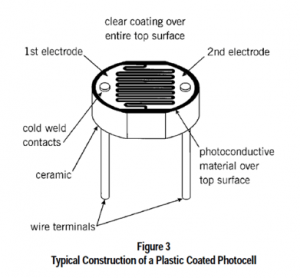 clear coating over
entire top surface
1st electrode
2nd electrode
cold weld
contacts
photoconductive
material over
top surface
ceramic
wire terminals
Figure 3
Typical Construction of a Plastic Coated Photocell